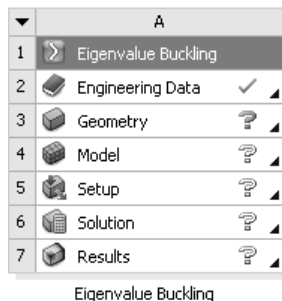 A
1 Eigenvalue Buckling
2 Engineering Data
3 Geometry ?
4 Model ?
5 Setup ?
6 Solution ?
7 Results ?
Eigenvalue Buckling